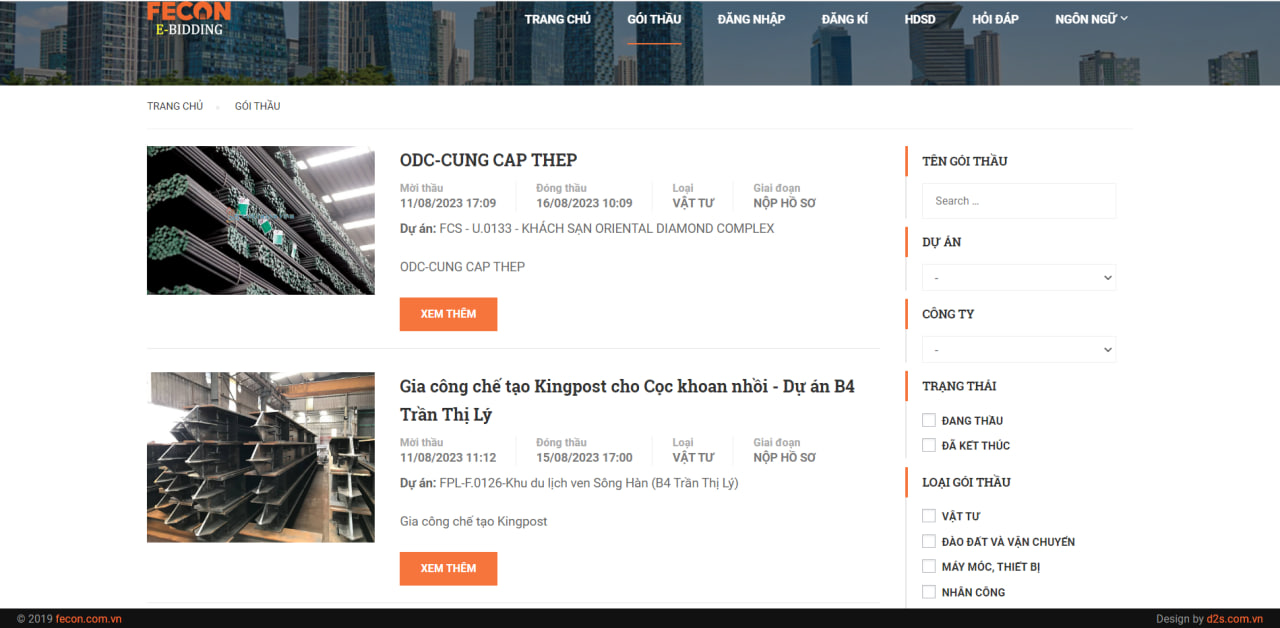 FECON
E-BIDDING
TRANG CHỦ GÓI THẦU ĐĂNG NHẬP ĐĂNG KÍ HDSD HỎI ĐÁP NGÔN NGỮ
TRANG CHỦ » GÓI THẦU
ODC-CUNG CAP THEP
Mời thầu Đóng thầu Loại Giai đoạn
11/08/2023 17:09 16/08/2023 10:09 VẬT TƯ NỘP HỒ SƠ
Dự án: FCS - U.0133 - KHÁCH SẠN ORIENTAL DIAMOND COMPLEX
ODC-CUNG CAP THEP
XEM THÊM
Gia công chế tạo Kingpost cho Cọc khoan nhồi - Dự án B4
Trần Thị Lý
Mời thầu Đóng thầu Loại Giai đoạn
11/08/2023 11:12 15/08/2023 17:00 VẬT TƯ NỘP HỒ SƠ
Dự án: FPL-F.0126-Khu du lịch ven Sông Hàn (B4 Trần Thị Lý)
Gia công chế tạo Kingpost
XEM THÊM
TÊN GÓI THẦU
Search ...
DỰ ÁN
-
CÔNG TY
-
TRẠNG THÁI
ĐANG THẦU
ĐÃ KẾT THÚC
LOẠI GÓI THẦU
VẬT TƯ
ĐÀO ĐẤT VÀ VẬN CHUYỂN
MÁY MÓC, THIẾT BỊ
NHÂN CÔNG
© 2019 fecon.com.vn Design by d2s.com.vn